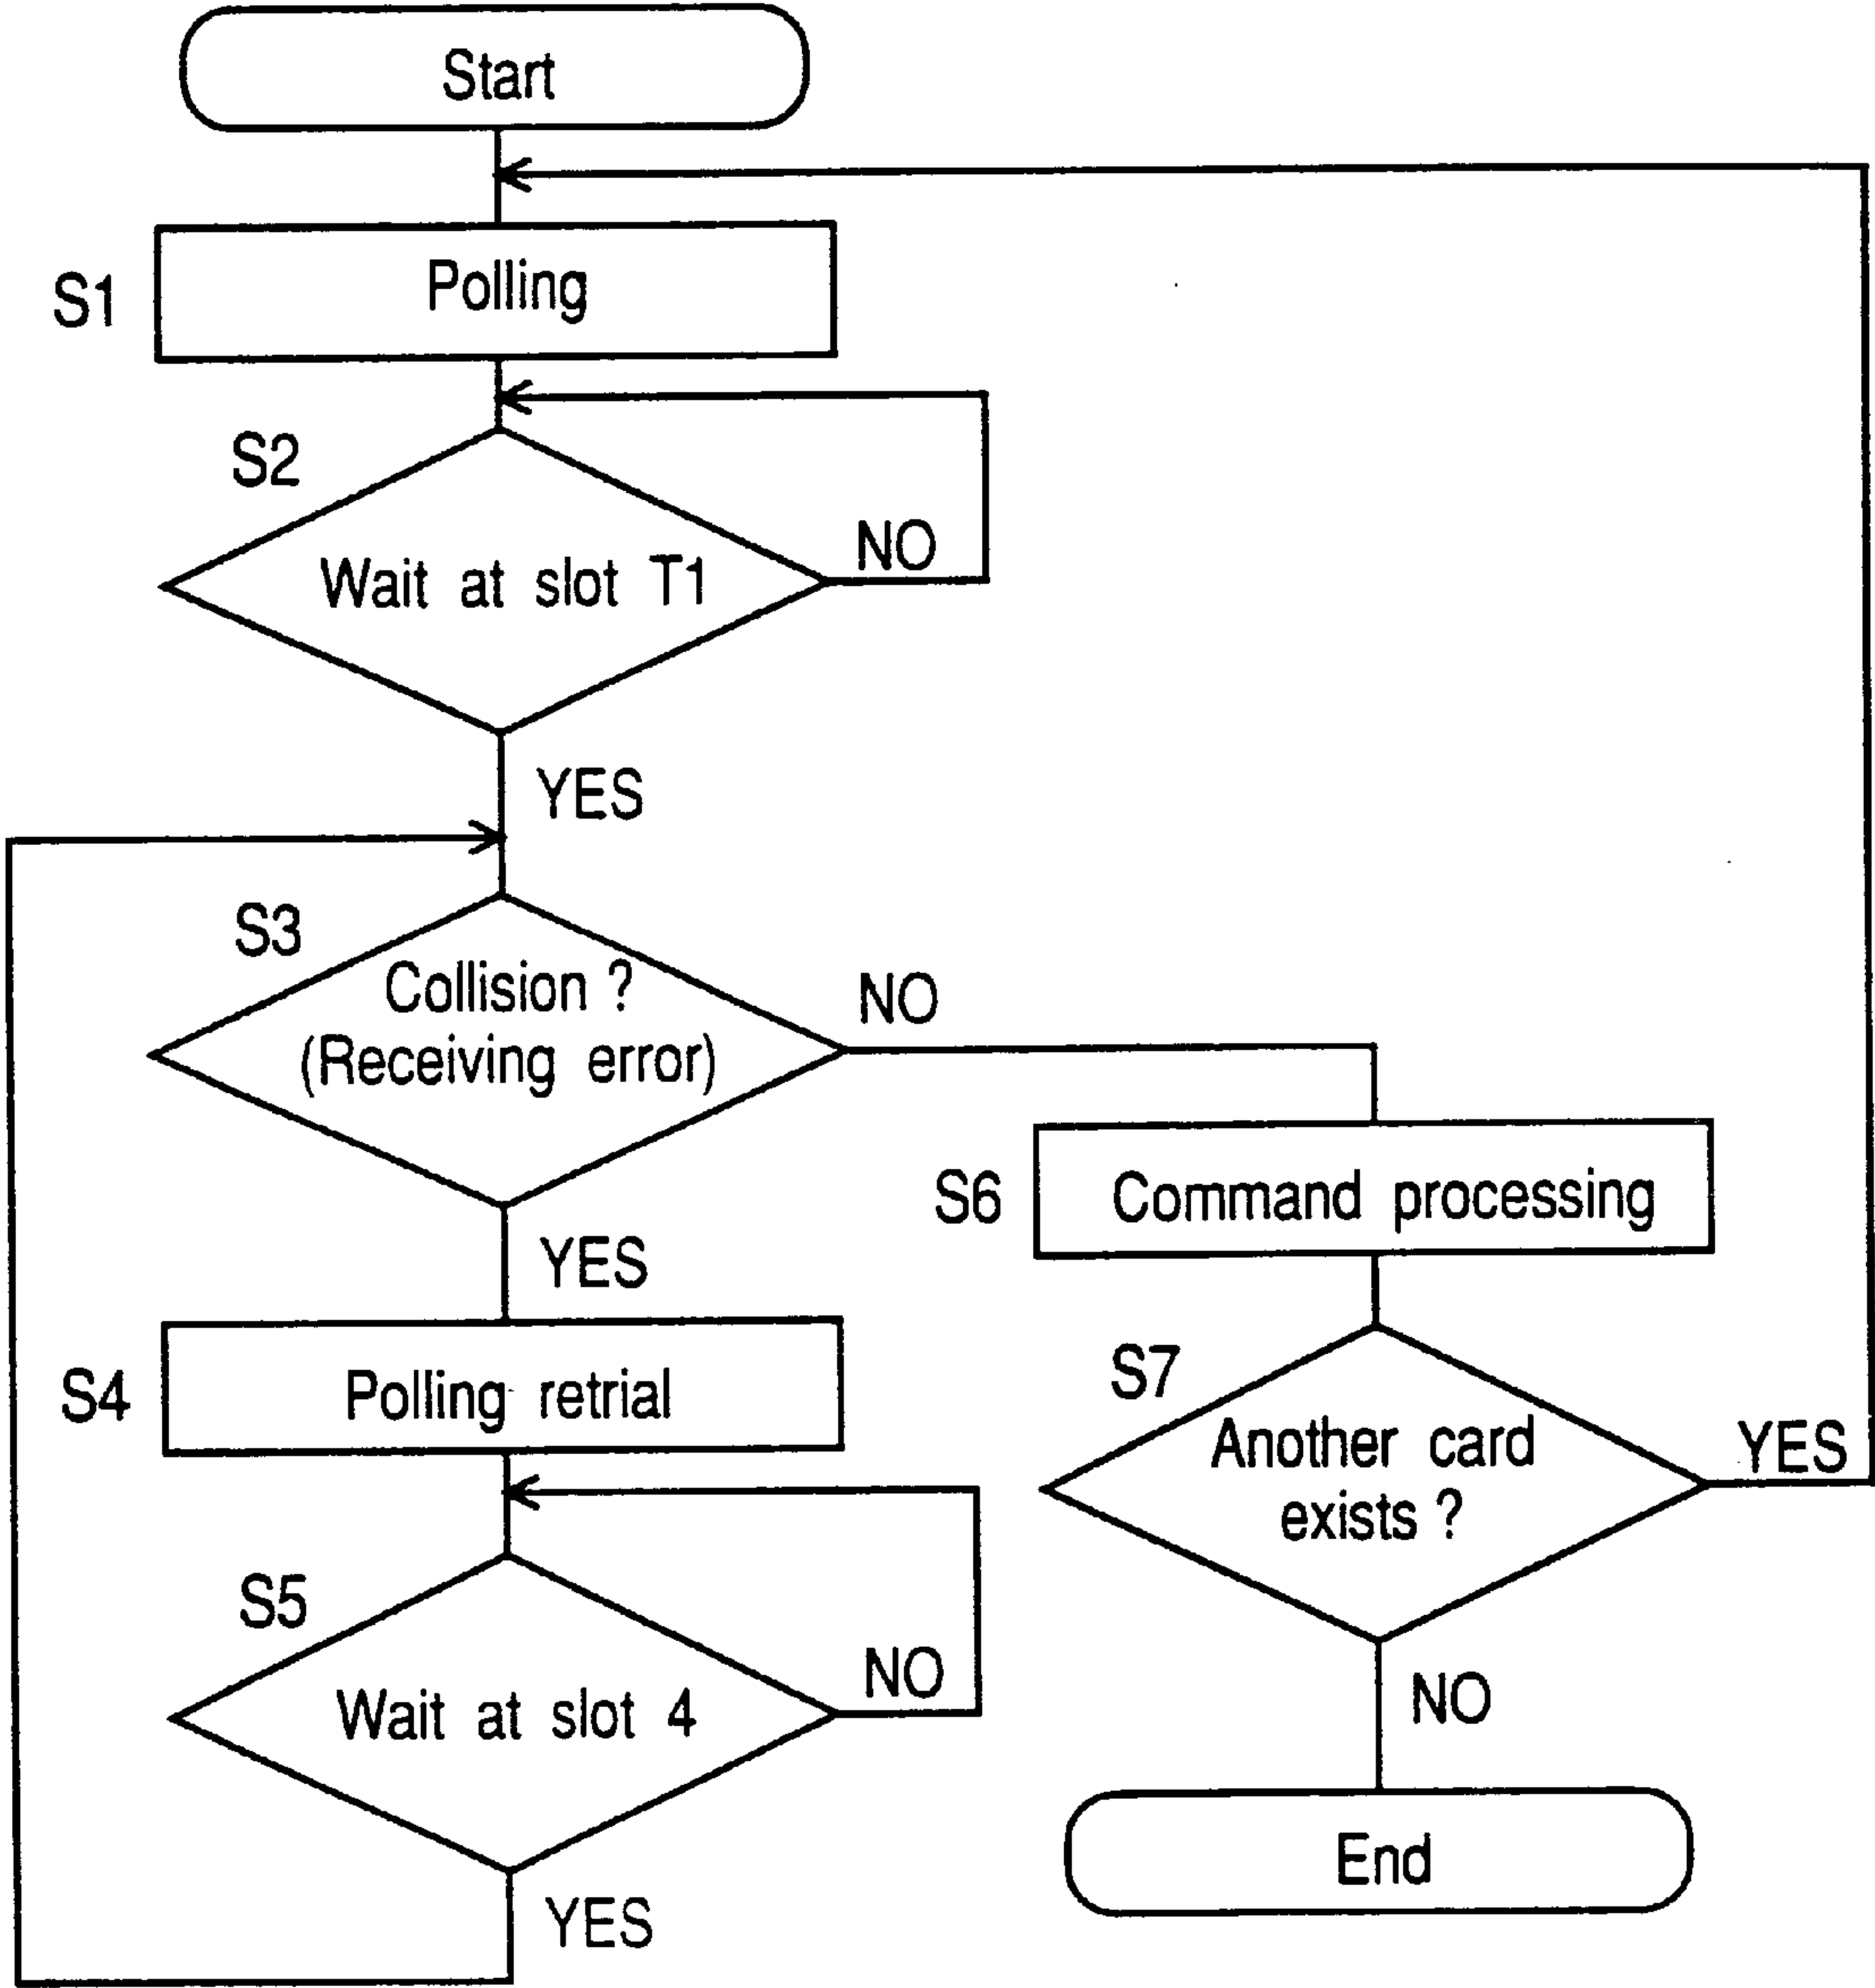 Start
S1
Polling
S2
Wait at slot T1
NO
YES
S3
Collision ?
(Receiving error)
NO
YES
S4
Polling retrial
S5
Wait at slot 4
NO
YES
S6
Command processing
S7
Another card
exists ?
YES
NO
End